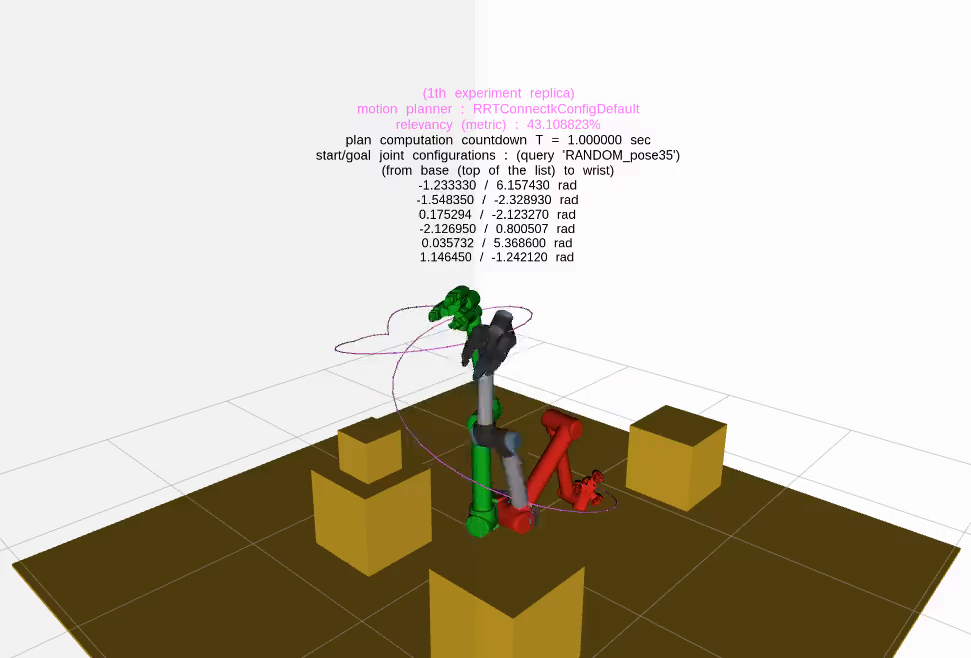 (1th experiment replica)
motion planner : RRTConnectkConfigDefault
relevancy (metric) : 43.108823%
plan computation countdown T = 1.000000 sec
start/goal joint configurations : (query 'RANDOM_pose35')
(from base (top of the list) to wrist)
-1.233330 / 6.157430 rad
-1.548350 / -2.328930 rad
0.175294 / -2.123270 rad
-2.126950 / 0.800507 rad
0.035732 / 5.368600 rad
1.146450 / -1.242120 rad